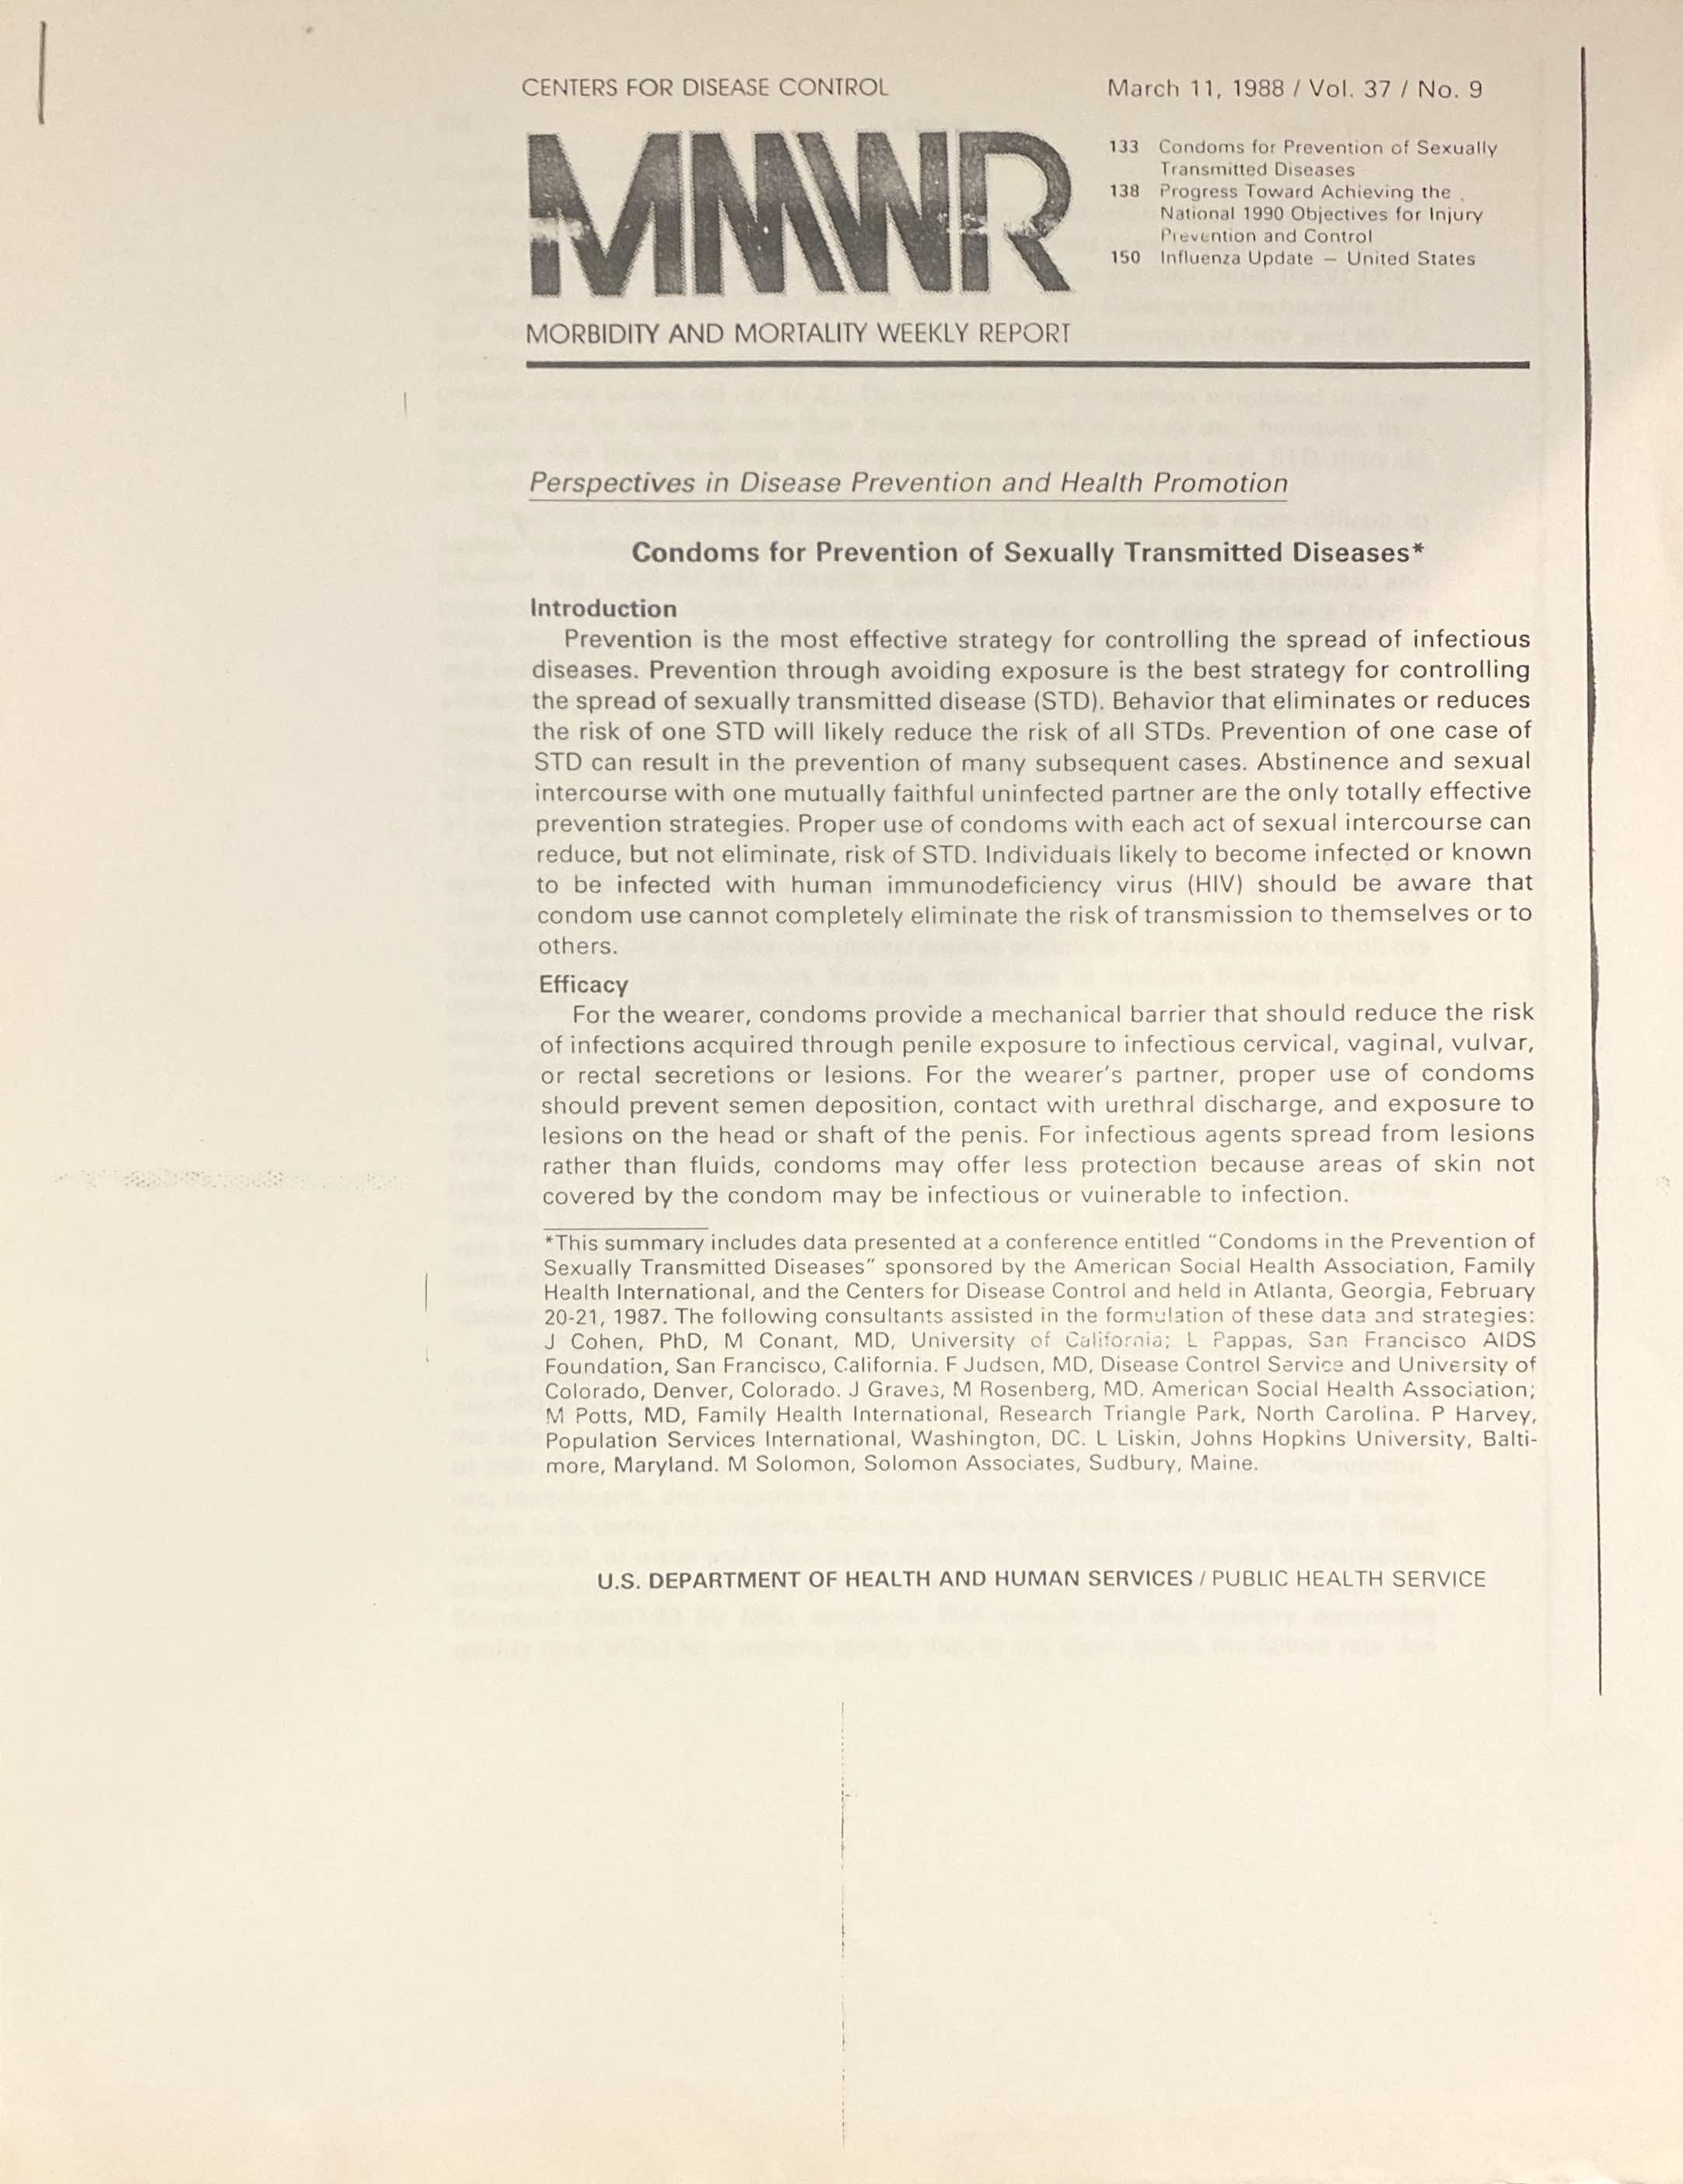 CENTERS FOR DISEASE CONTROL
March 11, 1988 / Vol. 37 / No. 9
MMWR
133 Condoms for Prevention of Sexually
Transmitted Diseases
138 Progress Toward Achieving the
National 1990 Objectives for Injury
Prevention and Control
150 Influenza Update — United States
MORBIDITY AND MORTALITY WEEKLY REPORT
Perspectives in Disease Prevention and Health Promotion
Condoms for Prevention of Sexually Transmitted Diseases*
Introduction
Prevention is the most effective strategy for controlling the spread of infectious
diseases. Prevention through avoiding exposure is the best strategy for controlling
the spread of sexually transmitted disease (STD). Behavior that eliminates or reduces
the risk of one STD will likely reduce the risk of all STDs. Prevention of one case of
STD can result in the prevention of many subsequent cases. Abstinence and sexual
intercourse with one mutually faithful uninfected partner are the only totally effective
prevention strategies. Proper use of condoms with each act of sexual intercourse can
reduce, but not eliminate, risk of STD. Individuals likely to become infected or known
to be infected with human immunodeficiency virus (HIV) should be aware that
condom use cannot completely eliminate the risk of transmission to themselves or to
others.
Efficacy
For the wearer, condoms provide a mechanical barrier that should reduce the risk
of infections acquired through penile exposure to infectious cervical, vaginal, vulvar,
or rectal secretions or lesions. For the wearer's partner, proper use of condoms
should prevent semen deposition, contact with urethral discharge, and exposure to
lesions on the head or shaft of the penis. For infectious agents spread from lesions
rather than fluids, condoms may offer less protection because areas of skin not
covered by the condom may be infectious or vulnerable to infection.
*This summary includes data presented at a conference entitled "Condoms in the Prevention of
Sexually Transmitted Diseases" sponsored by the American Social Health Association, Family
Health International, and the Centers for Disease Control and held in Atlanta, Georgia, February
20-21, 1987. The following consultants assisted in the formulation of these data and strategies:
J Cohen, PhD, M Conant, MD, University of California; L Pappas, San Francisco AIDS
Foundation, San Francisco, California. F Judson, MD, Disease Control Service and University of
Colorado, Denver, Colorado. J Graves, M Rosenberg, MD, American Social Health Association;
M Potts, MD, Family Health International, Research Triangle Park, North Carolina. P Harvey,
Population Services International, Washington, DC. L Liskin, Johns Hopkins University, Balti-
more, Maryland. M Solomon, Solomon Associates, Sudbury, Maine.
U.S. DEPARTMENT OF HEALTH AND HUMAN SERVICES / PUBLIC HEALTH SERVICE